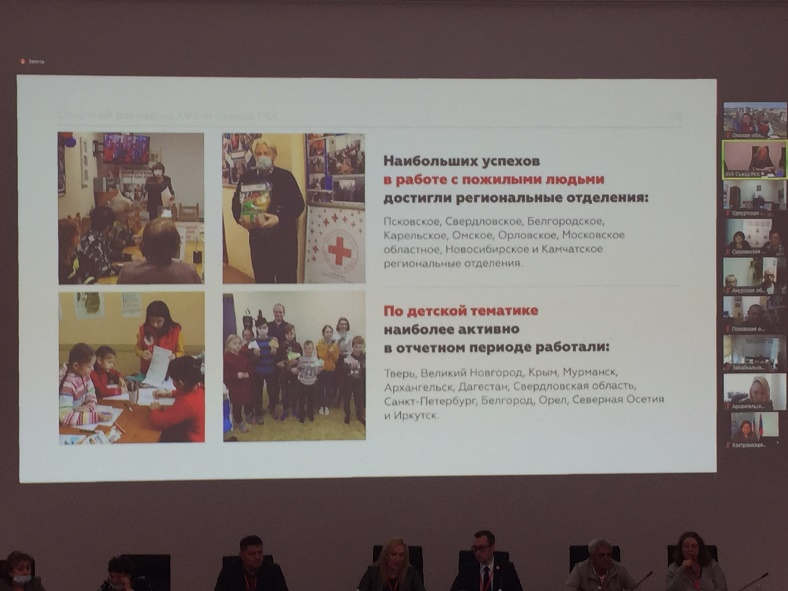 Наибольших успехов
в работе с пожилыми людьми
достигли региональные отделения:
Псковское, Свердловское, Белгородское,
Карельское, Омское, Орловское, Московское
областное, Новосибирское и Камчатское
региональные отделения.
По детской тематике
наиболее активно
в отчетном периоде работали:
Тверь, Великий Новгород, Крым, Мурманск,
Архангельск, Дагестан, Свердловская область,
Санкт-Петербург, Белгород, Орел, Северная Осетия
и Иркутск.